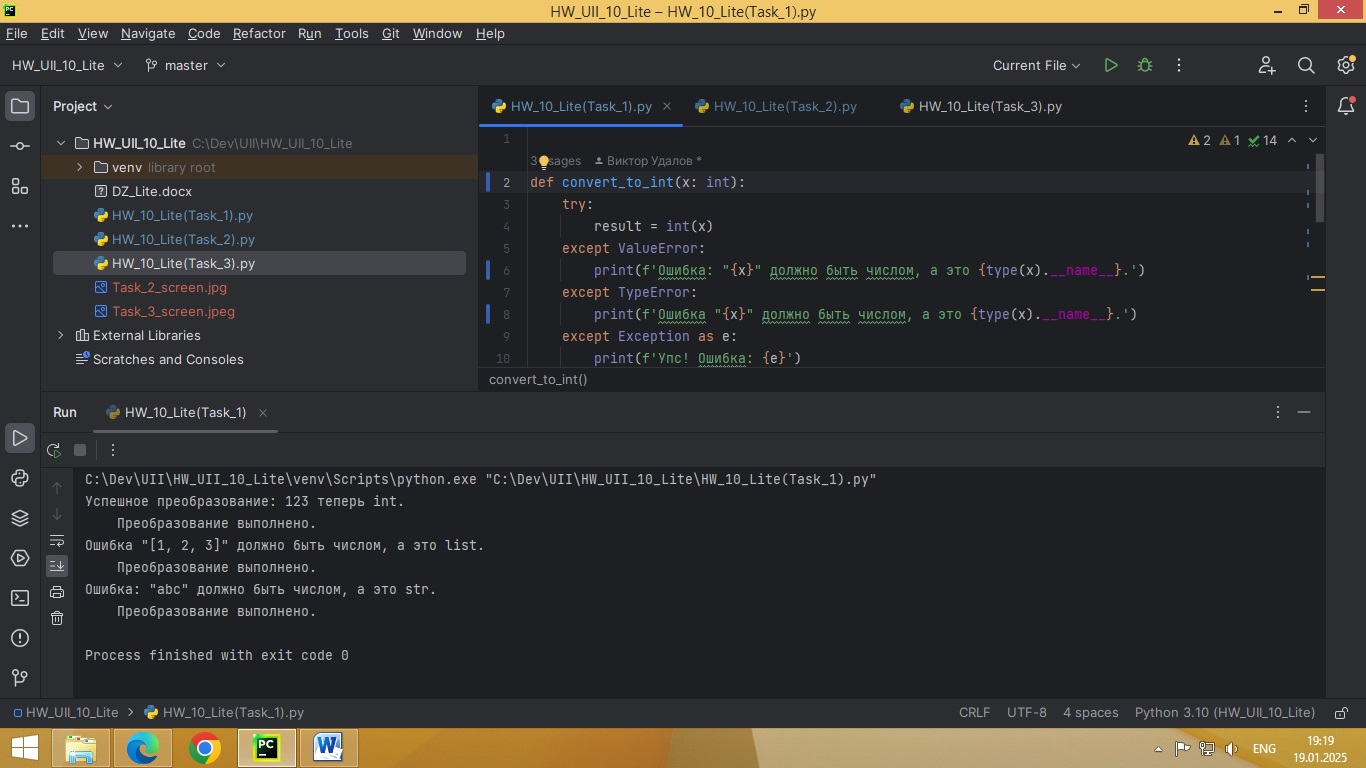 HW_UII_10_Lite – HW_10_Lite(Task_1).py
File Edit View Navigate Code Refactor Run Tools Git Window Help
HW_UII_10_Lite master Current File
Project
HW_10_Lite(Task_1).py HW_10_Lite(Task_2).py HW_10_Lite(Task_3).py
HW_UII_10_Lite C:\Dev\UII\HW_UII_10_Lite
venv library root
DZ_Lite.docx
HW_10_Lite(Task_1).py
HW_10_Lite(Task_2).py
HW_10_Lite(Task_3).py
Task_2_screen.jpg
Task_3_screen.jpeg
External Libraries
Scratches and Consoles
1
2 1 14
Виктор Удалов *
2 def convert_to_int(x: int):
3 try:
4 result = int(x)
5 except ValueError:
6 print(f'Ошибка: "{x}" должно быть числом, а это {type(x).__name__}.')
7 except TypeError:
8 print(f'Ошибка "{x}" должно быть числом, а это {type(x).__name__}.')
9 except Exception as e:
10 print(f'Упс! Ошибка: {e}')
convert_to_int()
Run HW_10_Lite(Task_1)
C:\Dev\UII\HW_UII_10_Lite\venv\Scripts\python.exe "C:\Dev\UII\HW_UII_10_Lite\HW_10_Lite(Task_1).py"
Успешное преобразование: 123 теперь int.
Преобразование выполнено.
Ошибка "[1, 2, 3]" должно быть числом, а это list.
Преобразование выполнено.
Ошибка: "abc" должно быть числом, а это str.
Преобразование выполнено.
Process finished with exit code 0
HW_UII_10_Lite HW_10_Lite(Task_1).py CRLF UTF-8 4 spaces Python 3.10 (HW_UII_10_Lite)
PC
ENG
19:19
19.01.2025